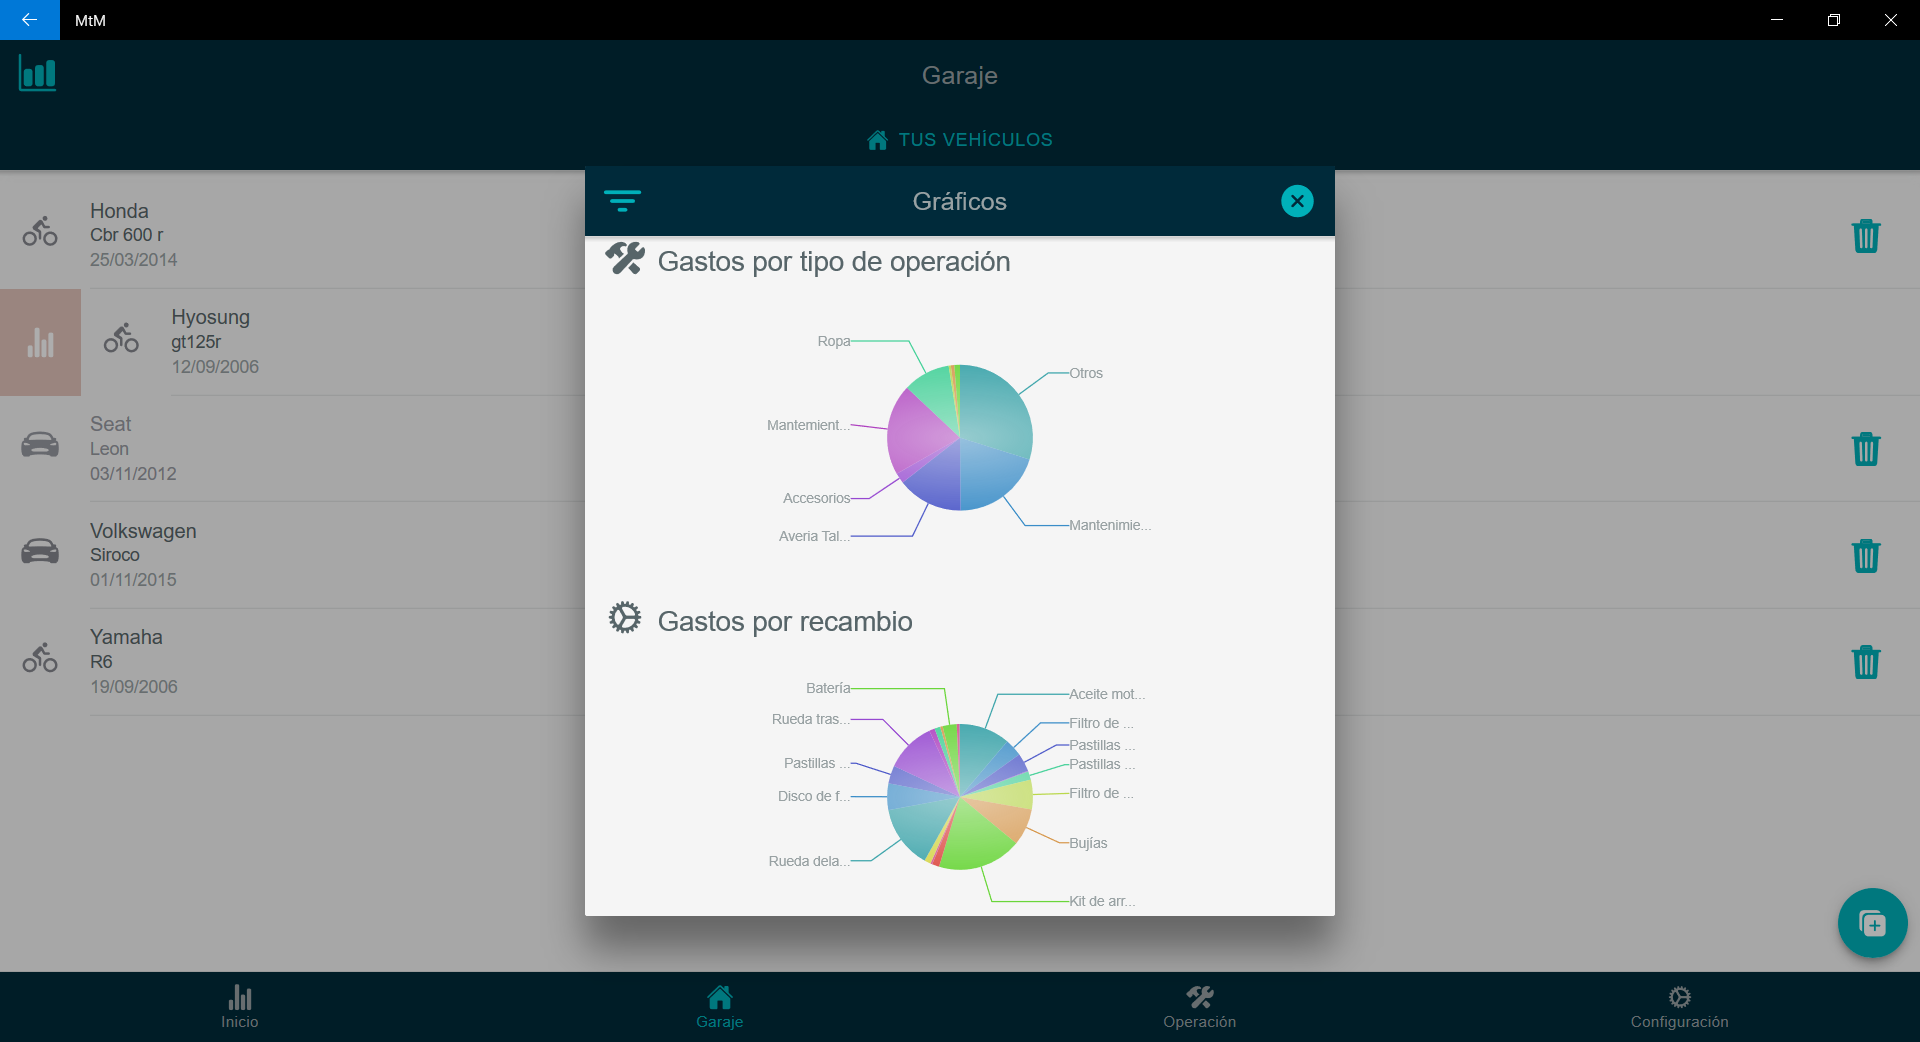 MtM
Garaje
TUS VEHÍCULOS
Honda
Cbr 600 r
25/03/2014
Hyosung
gt125r
12/09/2006
Seat
Leon
03/11/2012
Volkswagen
Siroco
01/11/2015
Yamaha
R6
19/09/2006
Gráficos
Gastos por tipo de operación
Ropa
Otros
Mantemient...
Accesorios
Mantenimie...
Averia Tal...
Gastos por recambio
Batería
Aceite mot...
Rueda tras...
Filtro de ...
Pastillas ...
Pastillas ...
Pastillas ...
Disco de f...
Filtro de ...
Bujías
Rueda dela...
Kit de arr...
Inicio
Garaje
Operación
Configuración